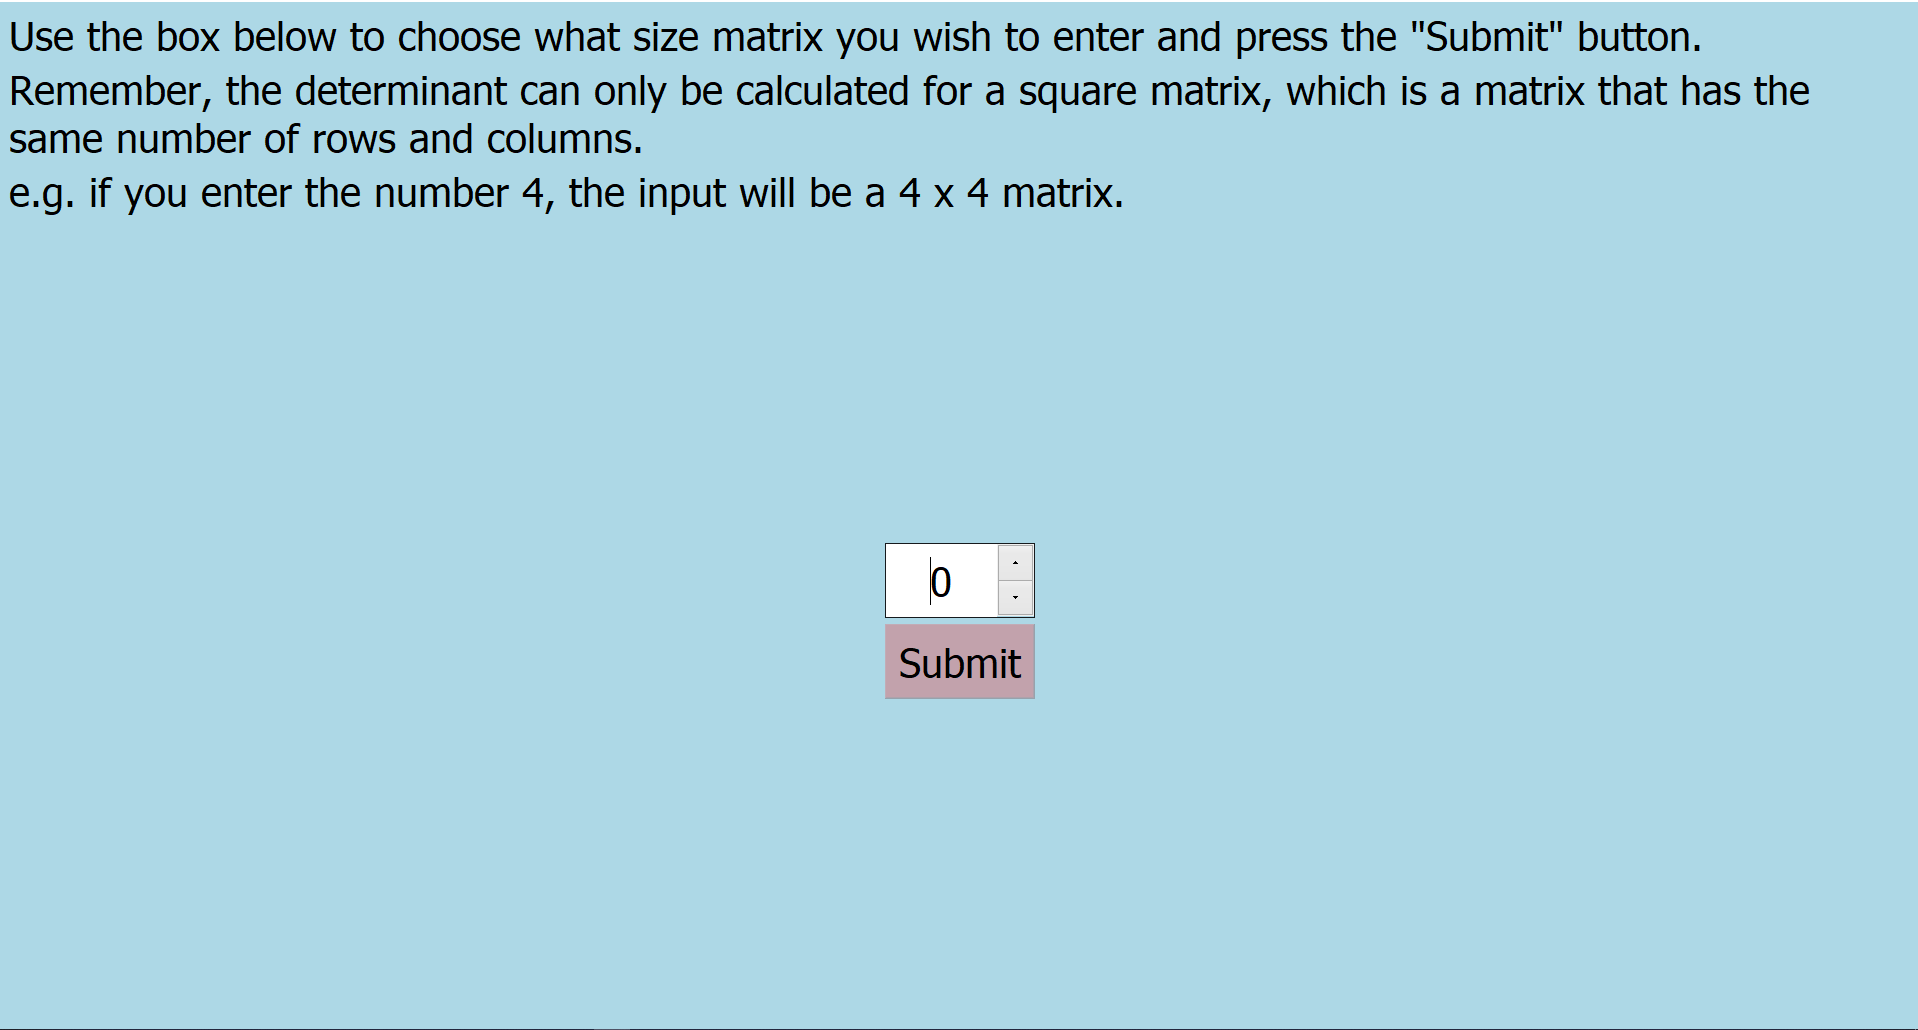 Use the box below to choose what size matrix you wish to enter and press the "Submit" button.
Remember, the determinant can only be calculated for a square matrix, which is a matrix that has the
same number of rows and columns.
e.g. if you enter the number 4, the input will be a 4 x 4 matrix.
0
Submit